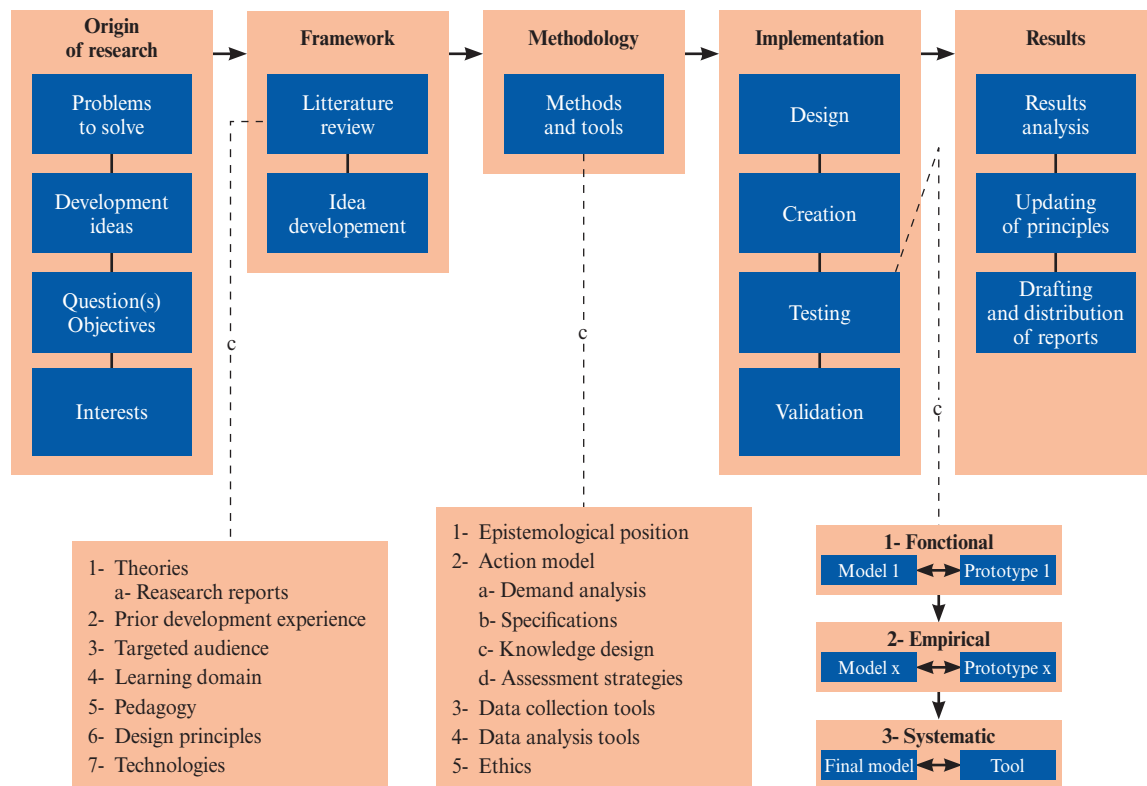 Origin
of research
Problems
to solve
Development
ideas
Question(s)
Objectives
Interests
Framework
Litterature
review
Idea
developement
Methodology
Methods
and tools
Implementation
Design
Creation
Testing
Validation
Results
Results
analysis
Updating
of principles
Drafting
and distribution
of reports
c
c
c
1- Theories
a- Reasearch reports
2- Prior development experience
3- Targeted audience
4- Learning domain
5- Pedagogy
6- Design principles
7- Technologies
1- Epistemological position
2- Action model
a- Demand analysis
b- Specifications
c- Knowledge design
d- Assessment strategies
3- Data collection tools
4- Data analysis tools
5- Ethics
1- Fonctional
Model 1
Prototype 1
2- Empirical
Model x
Prototype x
3- Systematic
Final model
Tool